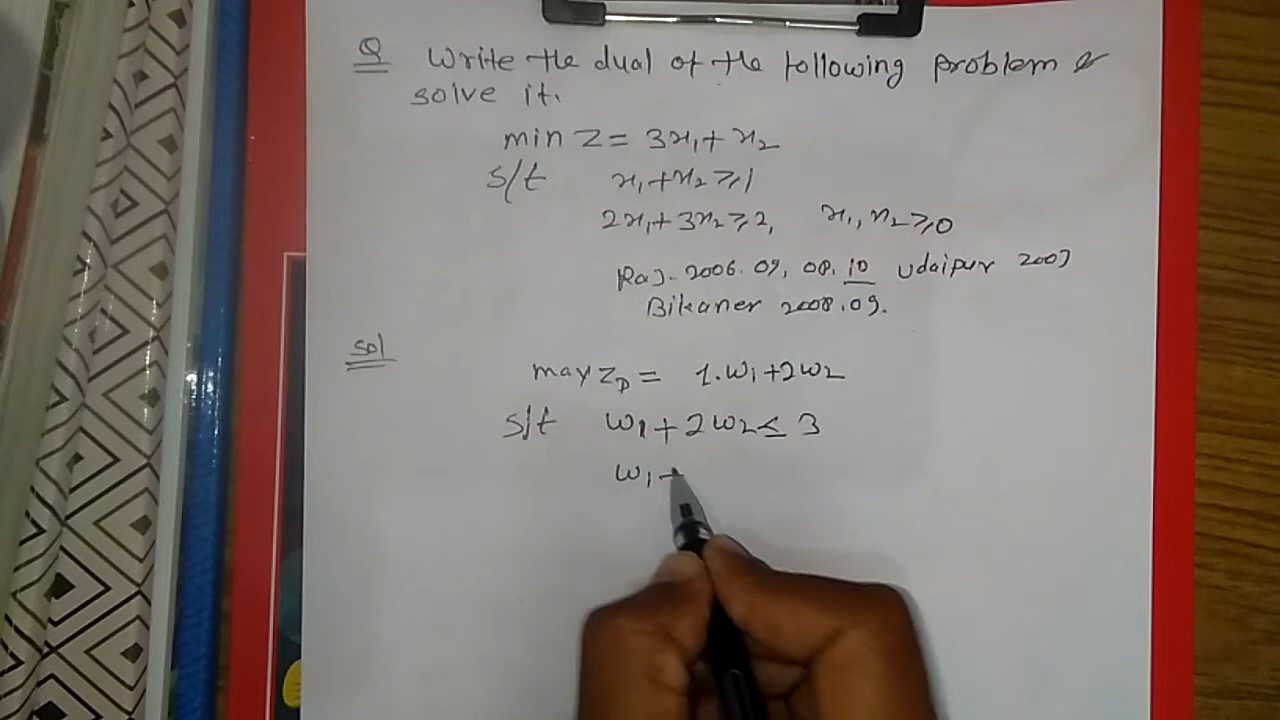 Q Write the dual of the following problem &
solve it.
min Z = 3x₁ + x₂
s/t x₁ + x₂ ≥ 1
2x₁ + 3x₂ ≥ 2, x₁, x₂ ≥ 0
Raj. 2006. 07, 08. 10 Udaipur 2007
Bikaner 2008. 09.
Sol
max Z_D = 1.w₁ + 2w₂
s/t w₁ + 2w₂ ≤ 3
w₁ +